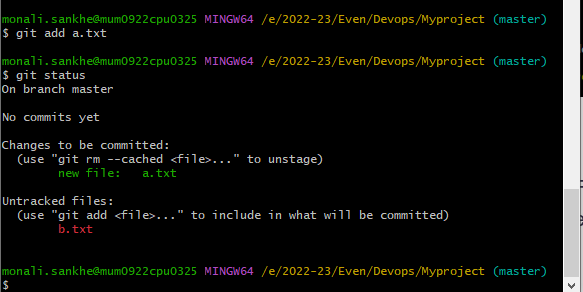 monali.sankhe@mum0922cpu0325 MINGW64 /e/2022-23/Even/Devops/Myproject (master)
$ git add a.txt
monali.sankhe@mum0922cpu0325 MINGW64 /e/2022-23/Even/Devops/Myproject (master)
$ git status
On branch master
No commits yet
Changes to be committed:
(use "git rm --cached <file>..." to unstage)
new file:   a.txt
Untracked files:
(use "git add <file>..." to include in what will be committed)
b.txt
monali.sankhe@mum0922cpu0325 MINGW64 /e/2022-23/Even/Devops/Myproject (master)
$